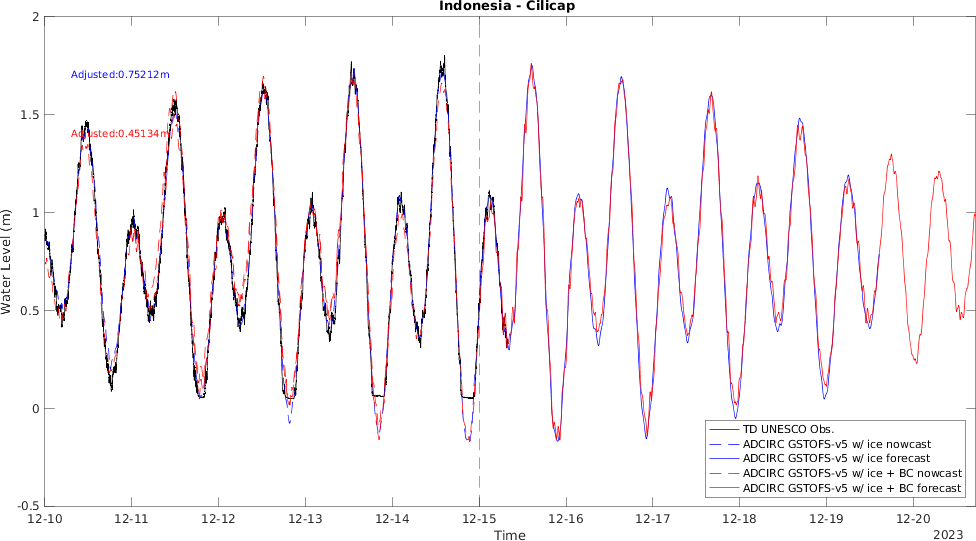 Indonesia - Cilicap
2
1.5
1
0.5
0
-0.5
Water Level (m)
Adjusted:0.75212m
Adjusted:0.45134m
TD UNESCO Obs.
ADCIRC GSTOFS-v5 w/ ice nowcast
ADCIRC GSTOFS-v5 w/ ice forecast
ADCIRC GSTOFS-v5 w/ ice + BC nowcast
ADCIRC GSTOFS-v5 w/ ice + BC forecast
12-10 12-11 12-12 12-13 12-14 12-15 12-16 12-17 12-18 12-19 12-20
Time
2023